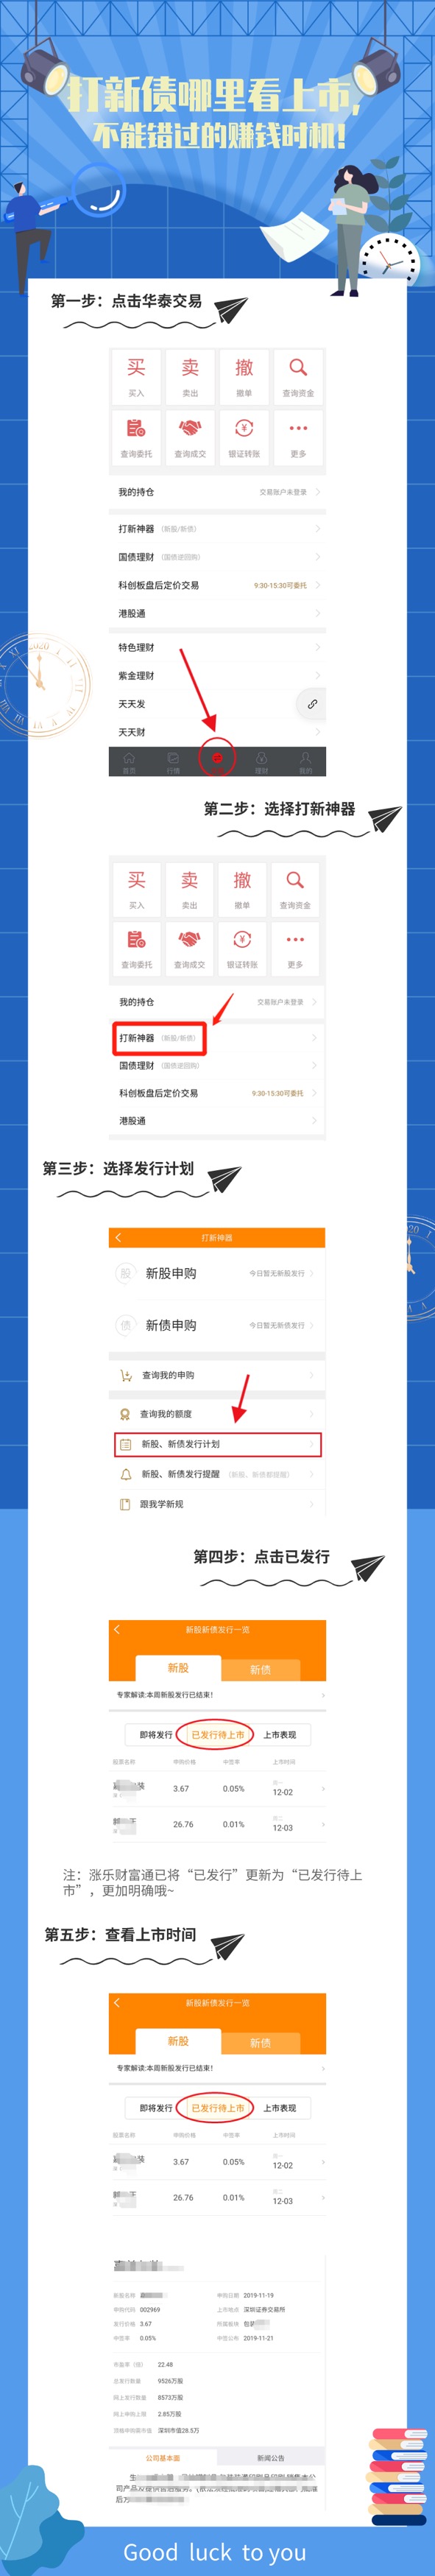 打新债哪里看上市,
不能错过的赚钱时机!
第一步：点击华泰交易
买 卖 撤
买入 卖出 撤单 查询资金
查询委托 查询成交 银证转账 更多
我的持仓 交易账户未登录
打新神器 (新股/新债)
国债理财 (国债逆回购)
科创板盘后定价交易 9:30-15:30可委托
港股通
特色理财
紫金理财
天天发
天天财
首页 行情 理财 我的
第二步：选择打新神器
买 卖 撤
买入 卖出 撤单 查询资金
查询委托 查询成交 银证转账 更多
我的持仓 交易账户未登录
打新神器 (新股/新债)
国债理财 (国债逆回购)
科创板盘后定价交易 9:30-15:30可委托
港股通
第三步：选择发行计划
打新神器
股 新股申购 今日暂无新股发行
债 新债申购 今日暂无新债发行
查询我的申购
查询我的额度
新股、新债发行计划
新股、新债发行提醒 (新股、新债都提醒)
跟我学新规
第四步：点击已发行
新股新债发行一览
新股 新债
专家解读:本周新股发行已结束!
即将发行 已发行待上市 上市表现
股票名称 申购价格 中签率 上市时间
3.67 0.05% 周一 12-02
26.76 0.01% 周二 12-03
注：涨乐财富通已将“已发行”更新为“已发行待上
市”，更加明确哦~
第五步：查看上市时间
新股新债发行一览
新股 新债
专家解读:本周新股发行已结束!
即将发行 已发行待上市 上市表现
股票名称 申购价格 中签率 上市时间
3.67 0.05% 周一 12-02
26.76 0.01% 周二 12-03
新股名称 申购日期 2019-11-19
申购代码 002969 上市地点 深圳证券交易所
发行价格 3.67 所属板块 包装
中签率 0.05% 中签公布 2019-11-21
市盈率（倍） 22.48
总发行数量 9526万股
网上发行数量 8573万股
网上申购上限 2.85万股
顶格申购需市值 深圳市值28.5万
公司基本面 新闻公告
Good luck to you